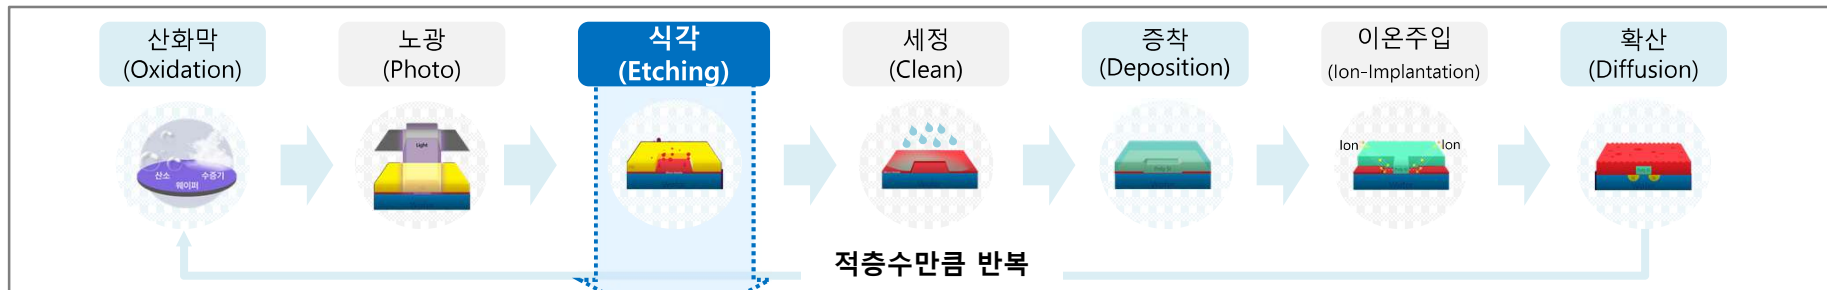 산화막
(Oxidation)
노광
(Photo)
식각
(Etching)
세정
(Clean)
증착
(Deposition)
이온주입
(Ion-Implantation)
확산
(Diffusion)
산소
수증기
웨이퍼
Light
Ion
Ion
적층수만큼 반복